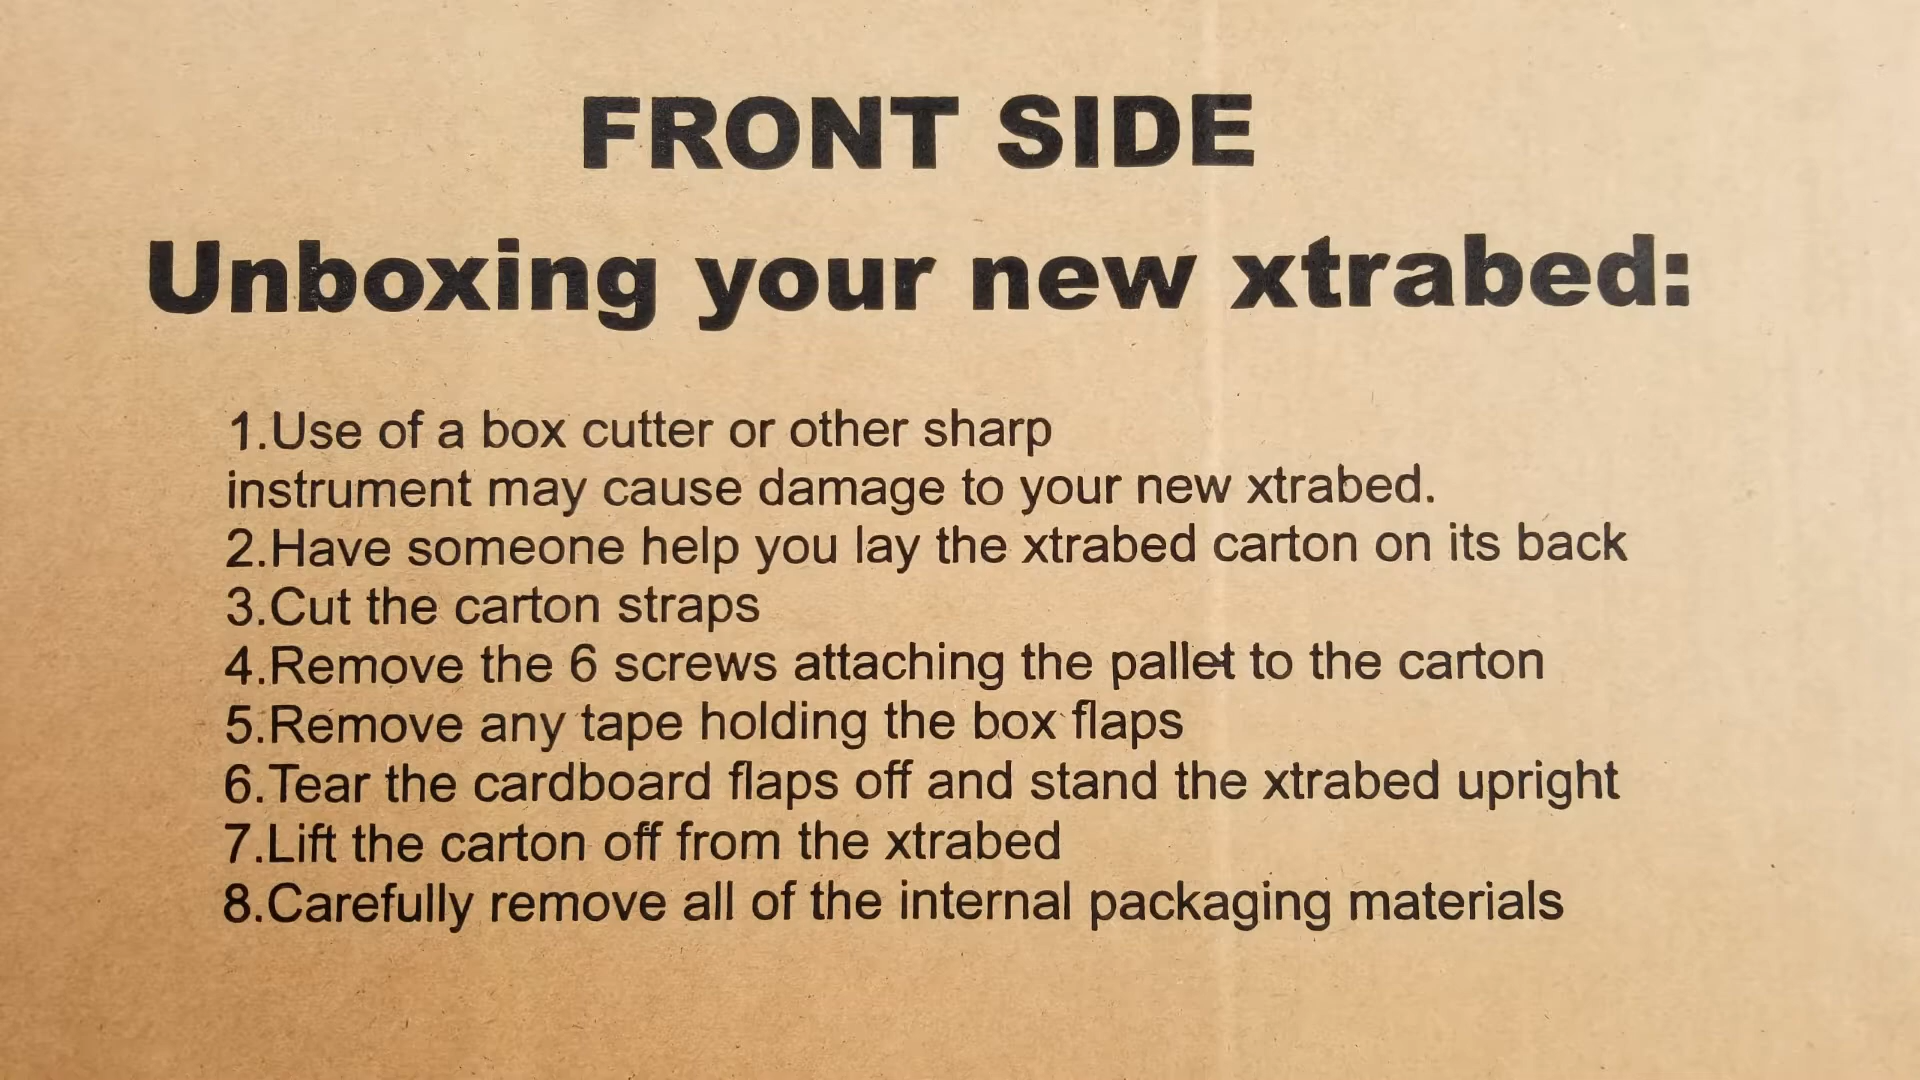 FRONT SIDE
Unboxing your new xtrabed:
1.Use of a box cutter or other sharp
instrument may cause damage to your new xtrabed.
2.Have someone help you lay the xtrabed carton on its back
3.Cut the carton straps
4.Remove the 6 screws attaching the pallet to the carton
5.Remove any tape holding the box flaps
6.Tear the cardboard flaps off and stand the xtrabed upright
7.Lift the carton off from the xtrabed
8.Carefully remove all of the internal packaging materials